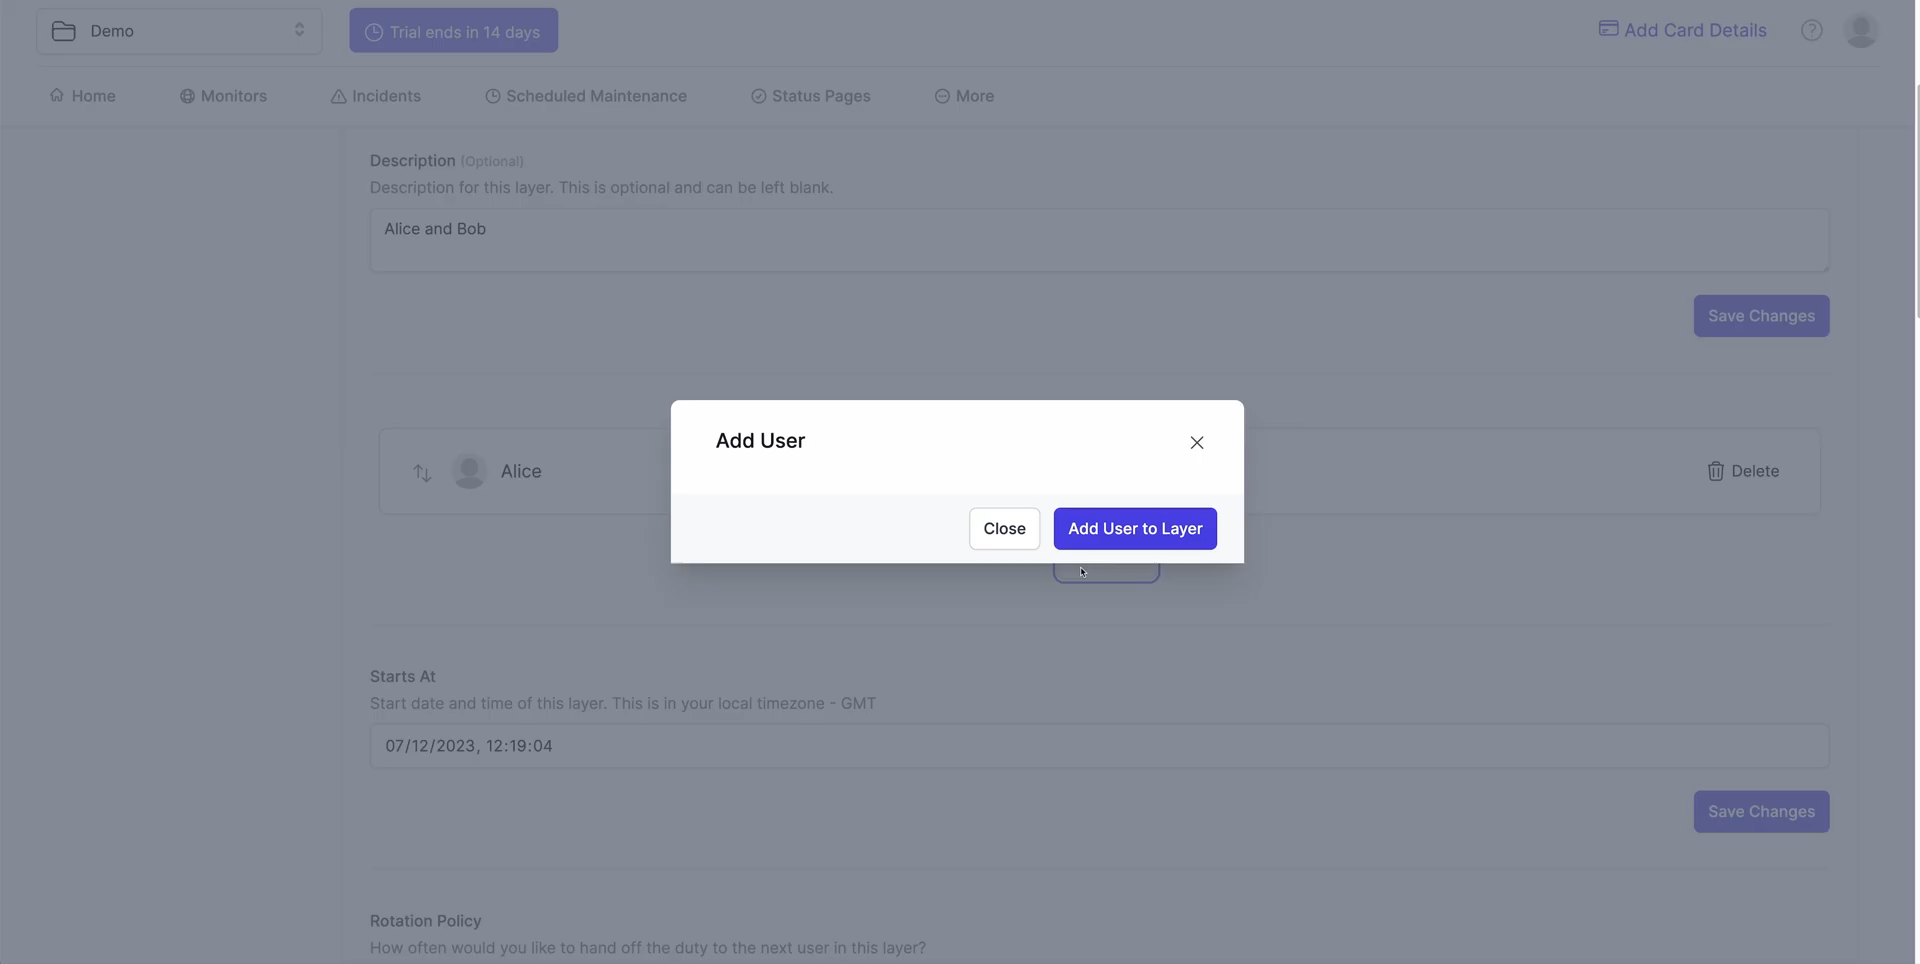 Demo
Trial ends in 14 days
Add Card Details
Home
Monitors
Incidents
Scheduled Maintenance
Status Pages
More
Description (Optional)
Description for this layer. This is optional and can be left blank.
Alice and Bob
Save Changes
Add User
Alice
Delete
Close
Add User to Layer
Starts At
Start date and time of this layer. This is in your local timezone - GMT
07/12/2023, 12:19:04
Save Changes
Rotation Policy
How often would you like to hand off the duty to the next user in this layer?